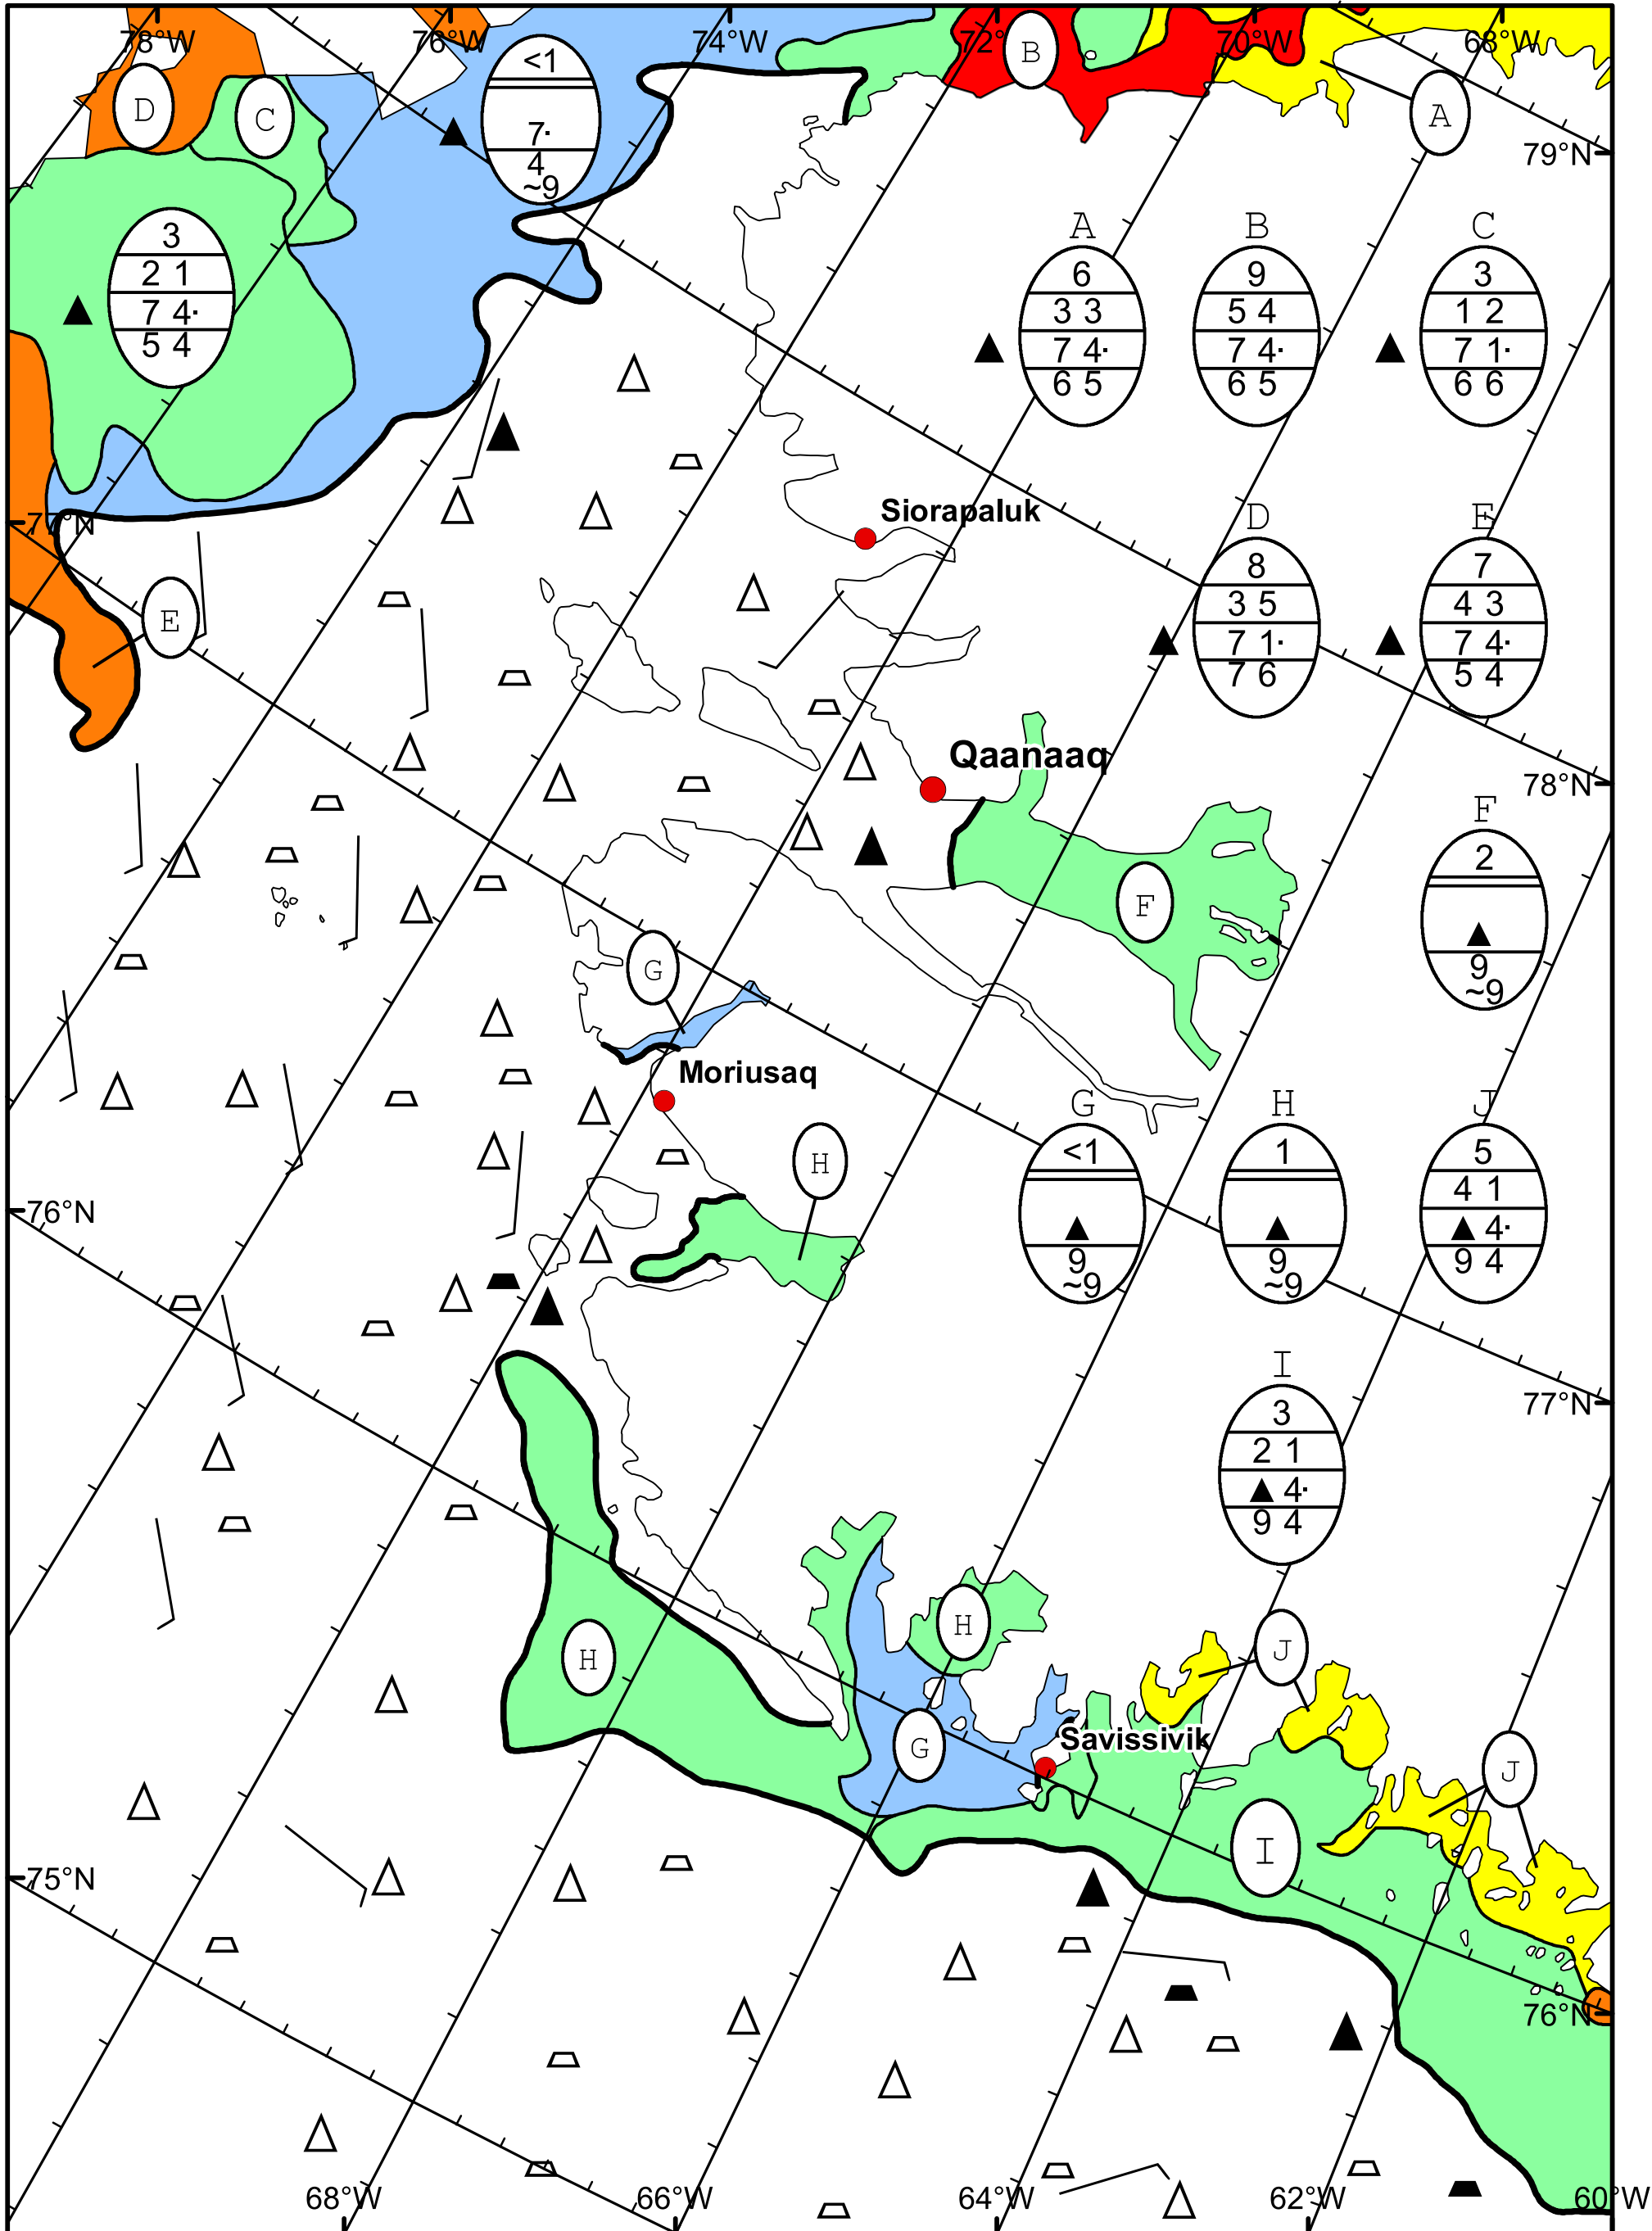 78°W
76°W
74°W
72°W
70°W
68°W
<1
7·
4
~9
B
A
D
C
79°N
3
2 1
7 4·
5 4
A
6
3 3
7 4·
6 5
B
9
5 4
7 4·
6 5
C
3
1 2
7 1·
6 6
Siorapaluk
77°N
D
8
3 5
7 1·
7 6
E
7
4 3
7 4·
5 4
E
Qaanaaq
78°N
F
2
9
~9
F
G
Moriusaq
G
<1
9
~9
H
1
9
~9
J
5
4 1
4·
9 4
H
76°N
I
3
2 1
4·
9 4
77°N
H
H
J
G
Savissivik
J
I
75°N
76°N
68°W
66°W
64°W
62°W
60°W